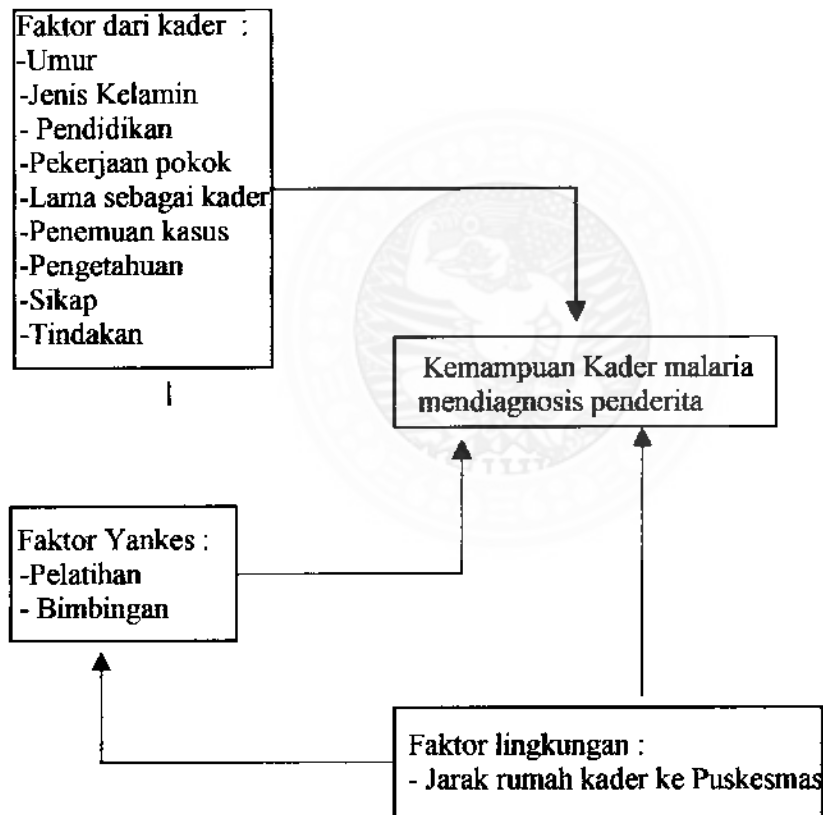 Faktor dari kader :
-Umur
-Jenis Kelamin
- Pendidikan
-Pekerjaan pokok
-Lama sebagai kader
-Penemuan kasus
-Pengetahuan
-Sikap
-Tindakan
Kemampuan Kader malaria
mendiagnosis penderita
Faktor Yankes :
-Pelatihan
- Bimbingan
Faktor lingkungan :
- Jarak rumah kader ke Puskesmas